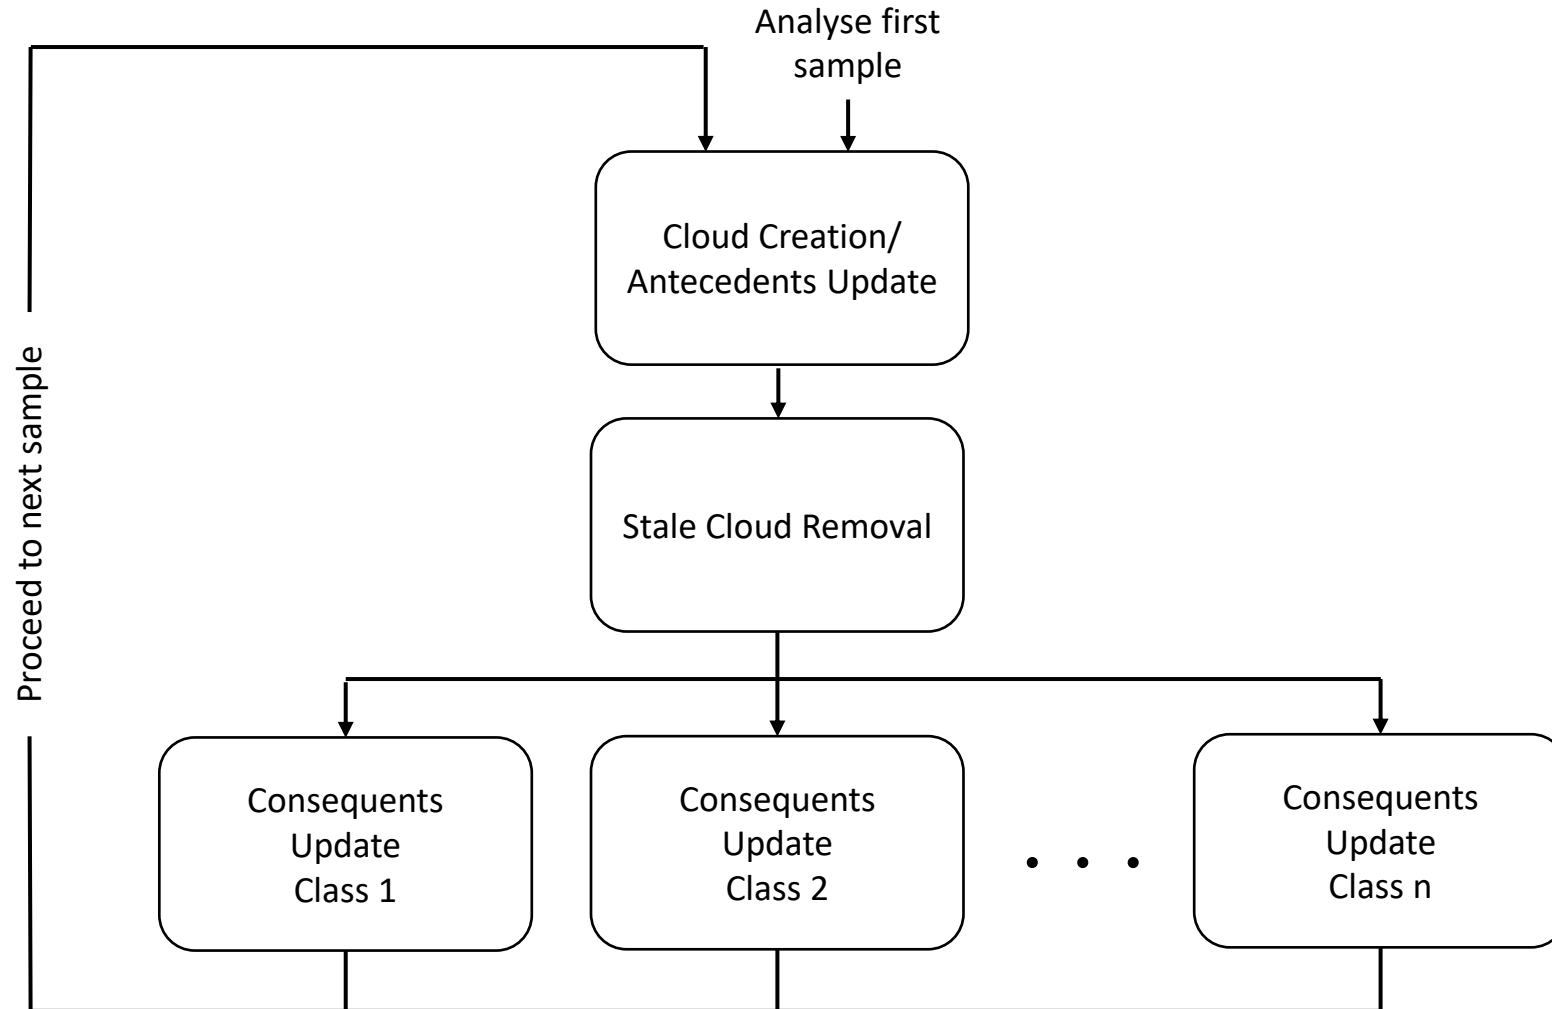 Analyse first
sample
Cloud Creation/
Antecedents Update
Proceed to next sample
Stale Cloud Removal
Consequents
Update
Class 1
Consequents
Update
Class 2
. . .
Consequents
Update
Class n